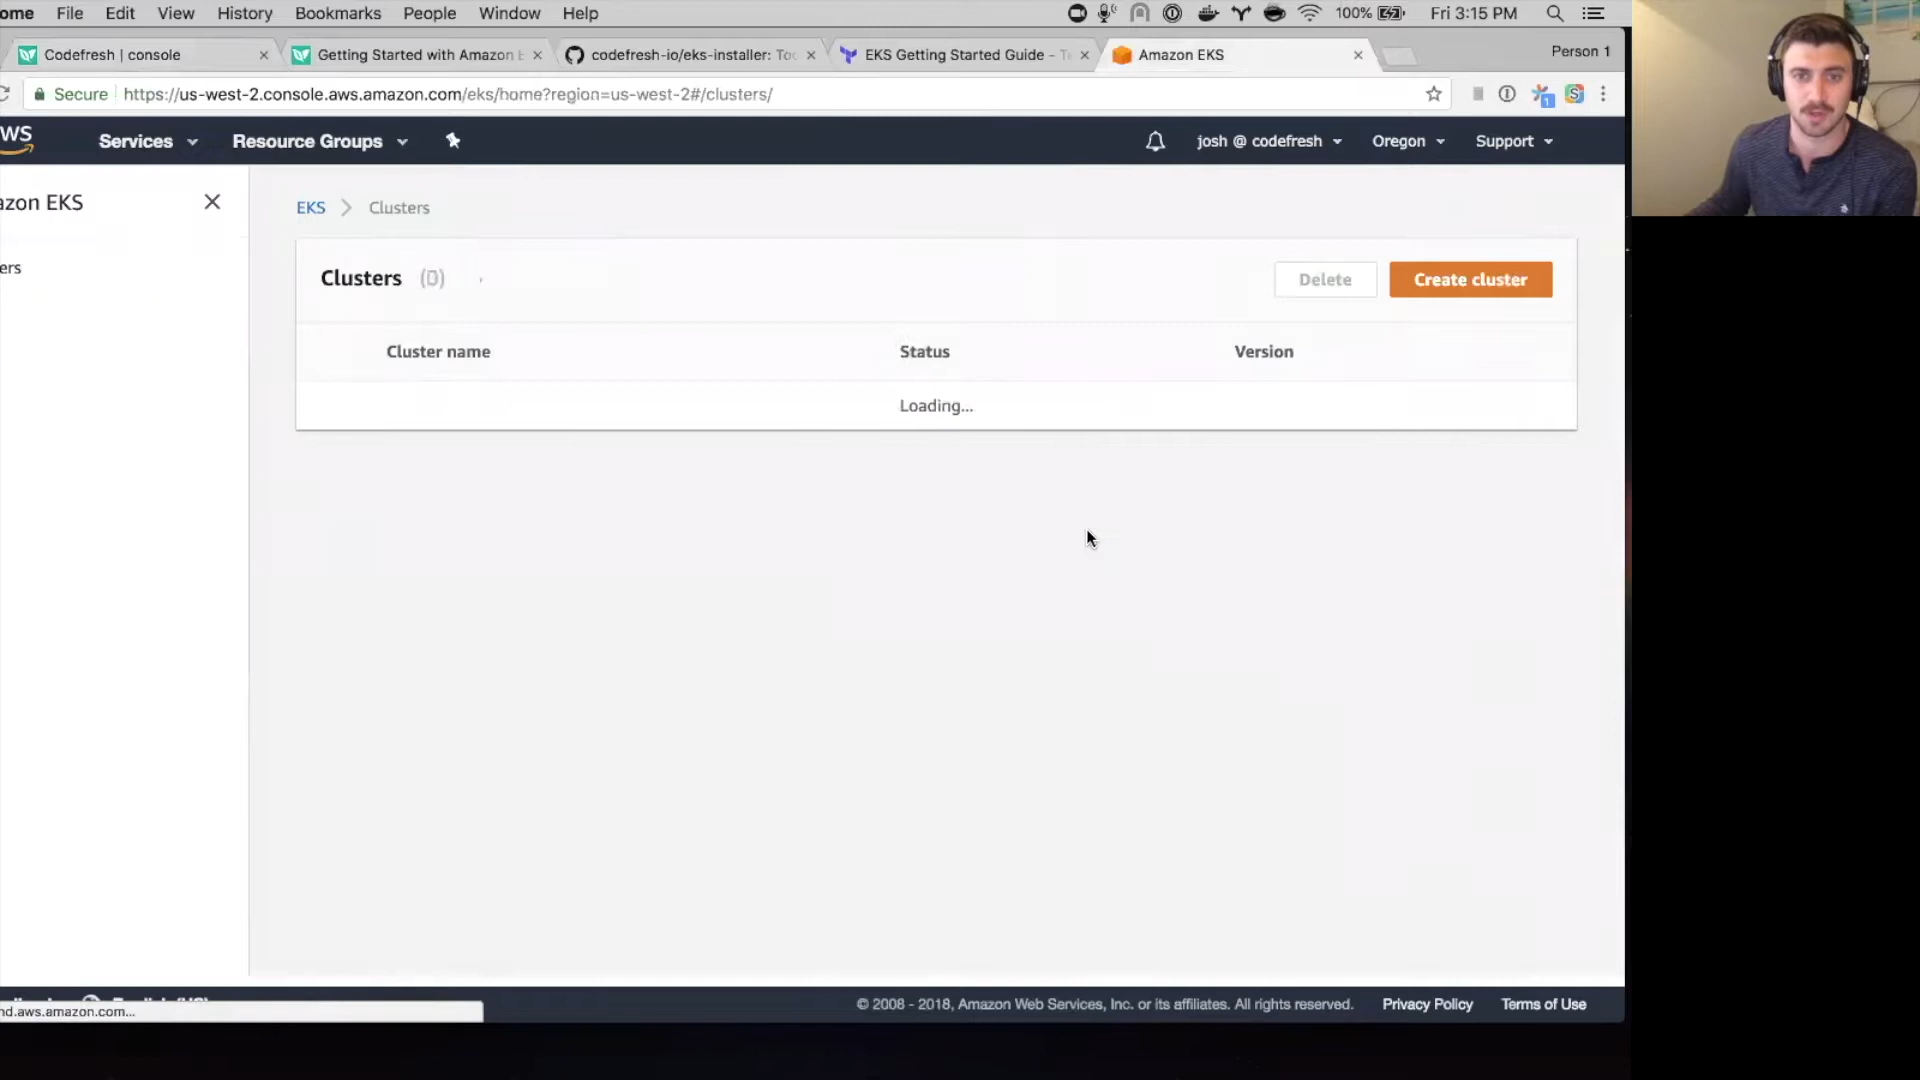 ome File Edit View History Bookmarks People Window Help 100% Fri 3:15 PM
Codefresh | console Getting Started with Amazon E codefresh-io/eks-installer: Too EKS Getting Started Guide - Te Amazon EKS Person 1
Secure https://us-west-2.console.aws.amazon.com/eks/home?region=us-west-2#/clusters/
WS Services Resource Groups josh @ codefresh Oregon Support
azon EKS
EKS Clusters
ers
Clusters (0) Delete Create cluster
Cluster name Status Version
Loading...
© 2008 - 2018, Amazon Web Services, Inc. or its affiliates. All rights reserved. Privacy Policy Terms of Use
nd.aws.amazon.com...